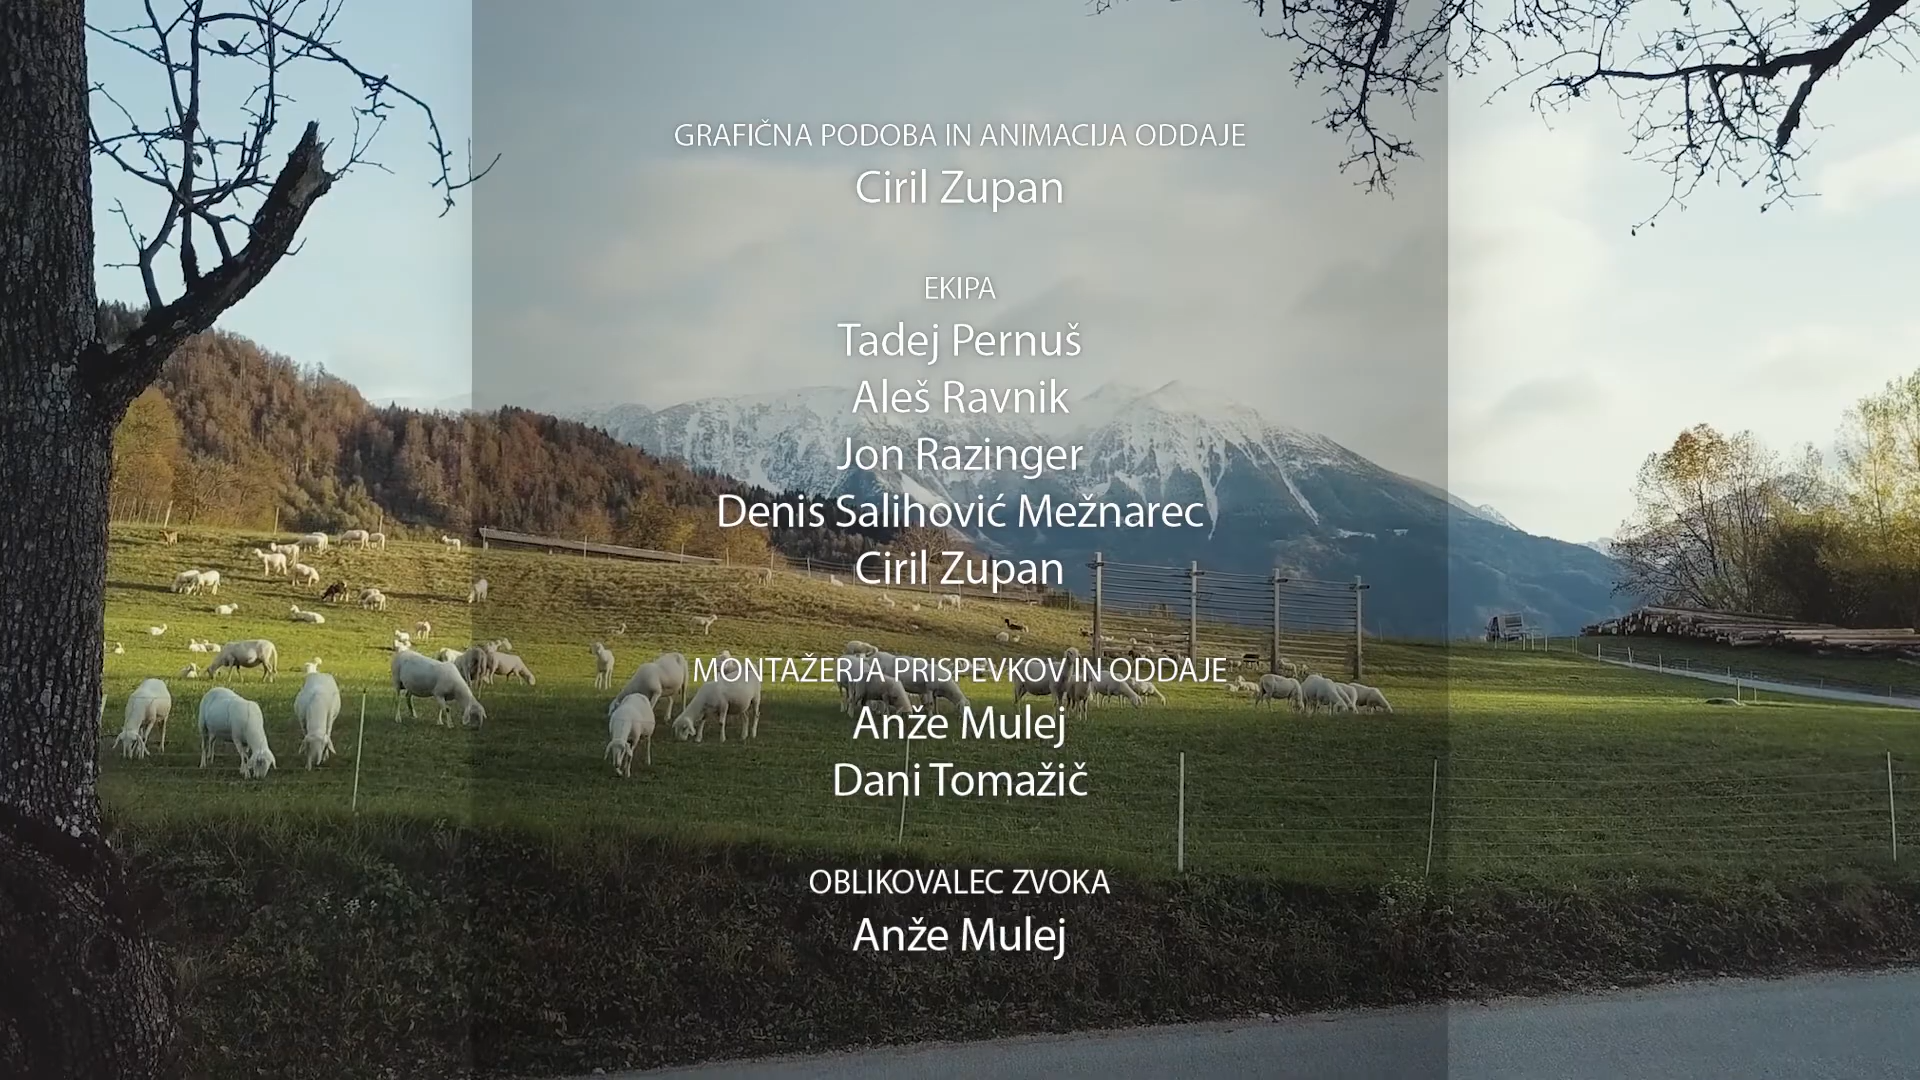 GRAFIČNA PODOBA IN ANIMACIJA ODDAJE
Ciril Zupan
EKIPA
Tadej Pernuš
Aleš Ravnik
Jon Razinger
Denis Salihović Mežnarec
Ciril Zupan
MONTAŽERJA PRISPEVKOV IN ODDAJE
Anže Mulej
Dani Tomažič
OBLIKOVALEC ZVOKA
Anže Mulej